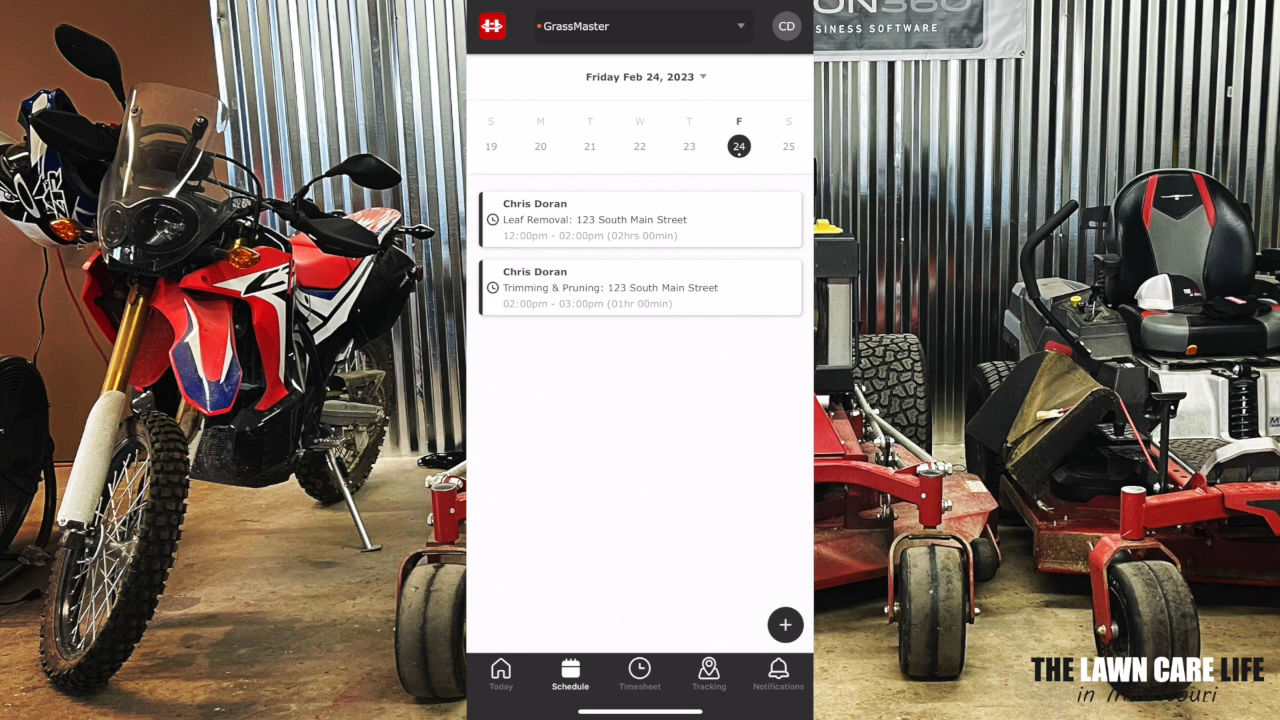 GrassMaster
CD
Friday Feb 24, 2023
S M T W T F S
19 20 21 22 23 24 25
Chris Doran
Leaf Removal: 123 South Main Street
12:00pm - 02:00pm (02hrs 00min)
Chris Doran
Trimming & Pruning: 123 South Main Street
02:00pm - 03:00pm (01hr 00min)
+
Today
Schedule
Timesheet
Tracking
Notifications
ON360
SINESS SOFTWARE
THE LAWN CARE LIFE
in